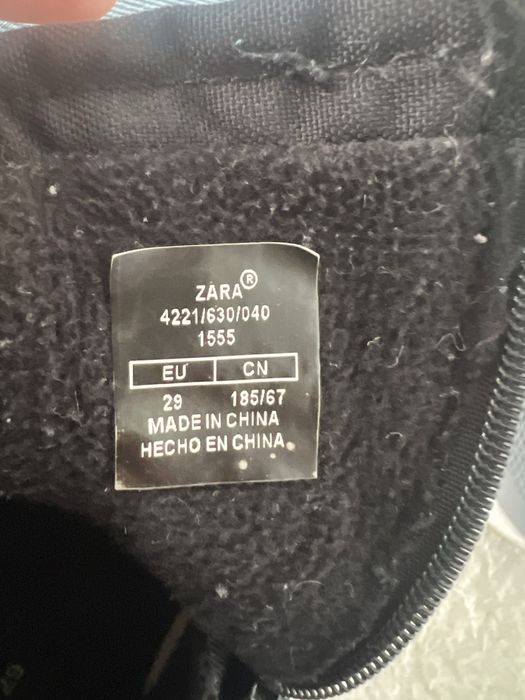 ZARA®
4221/630/040
1555
EU CN
29 185/67
MADE IN CHINA
HECHO EN CHINA